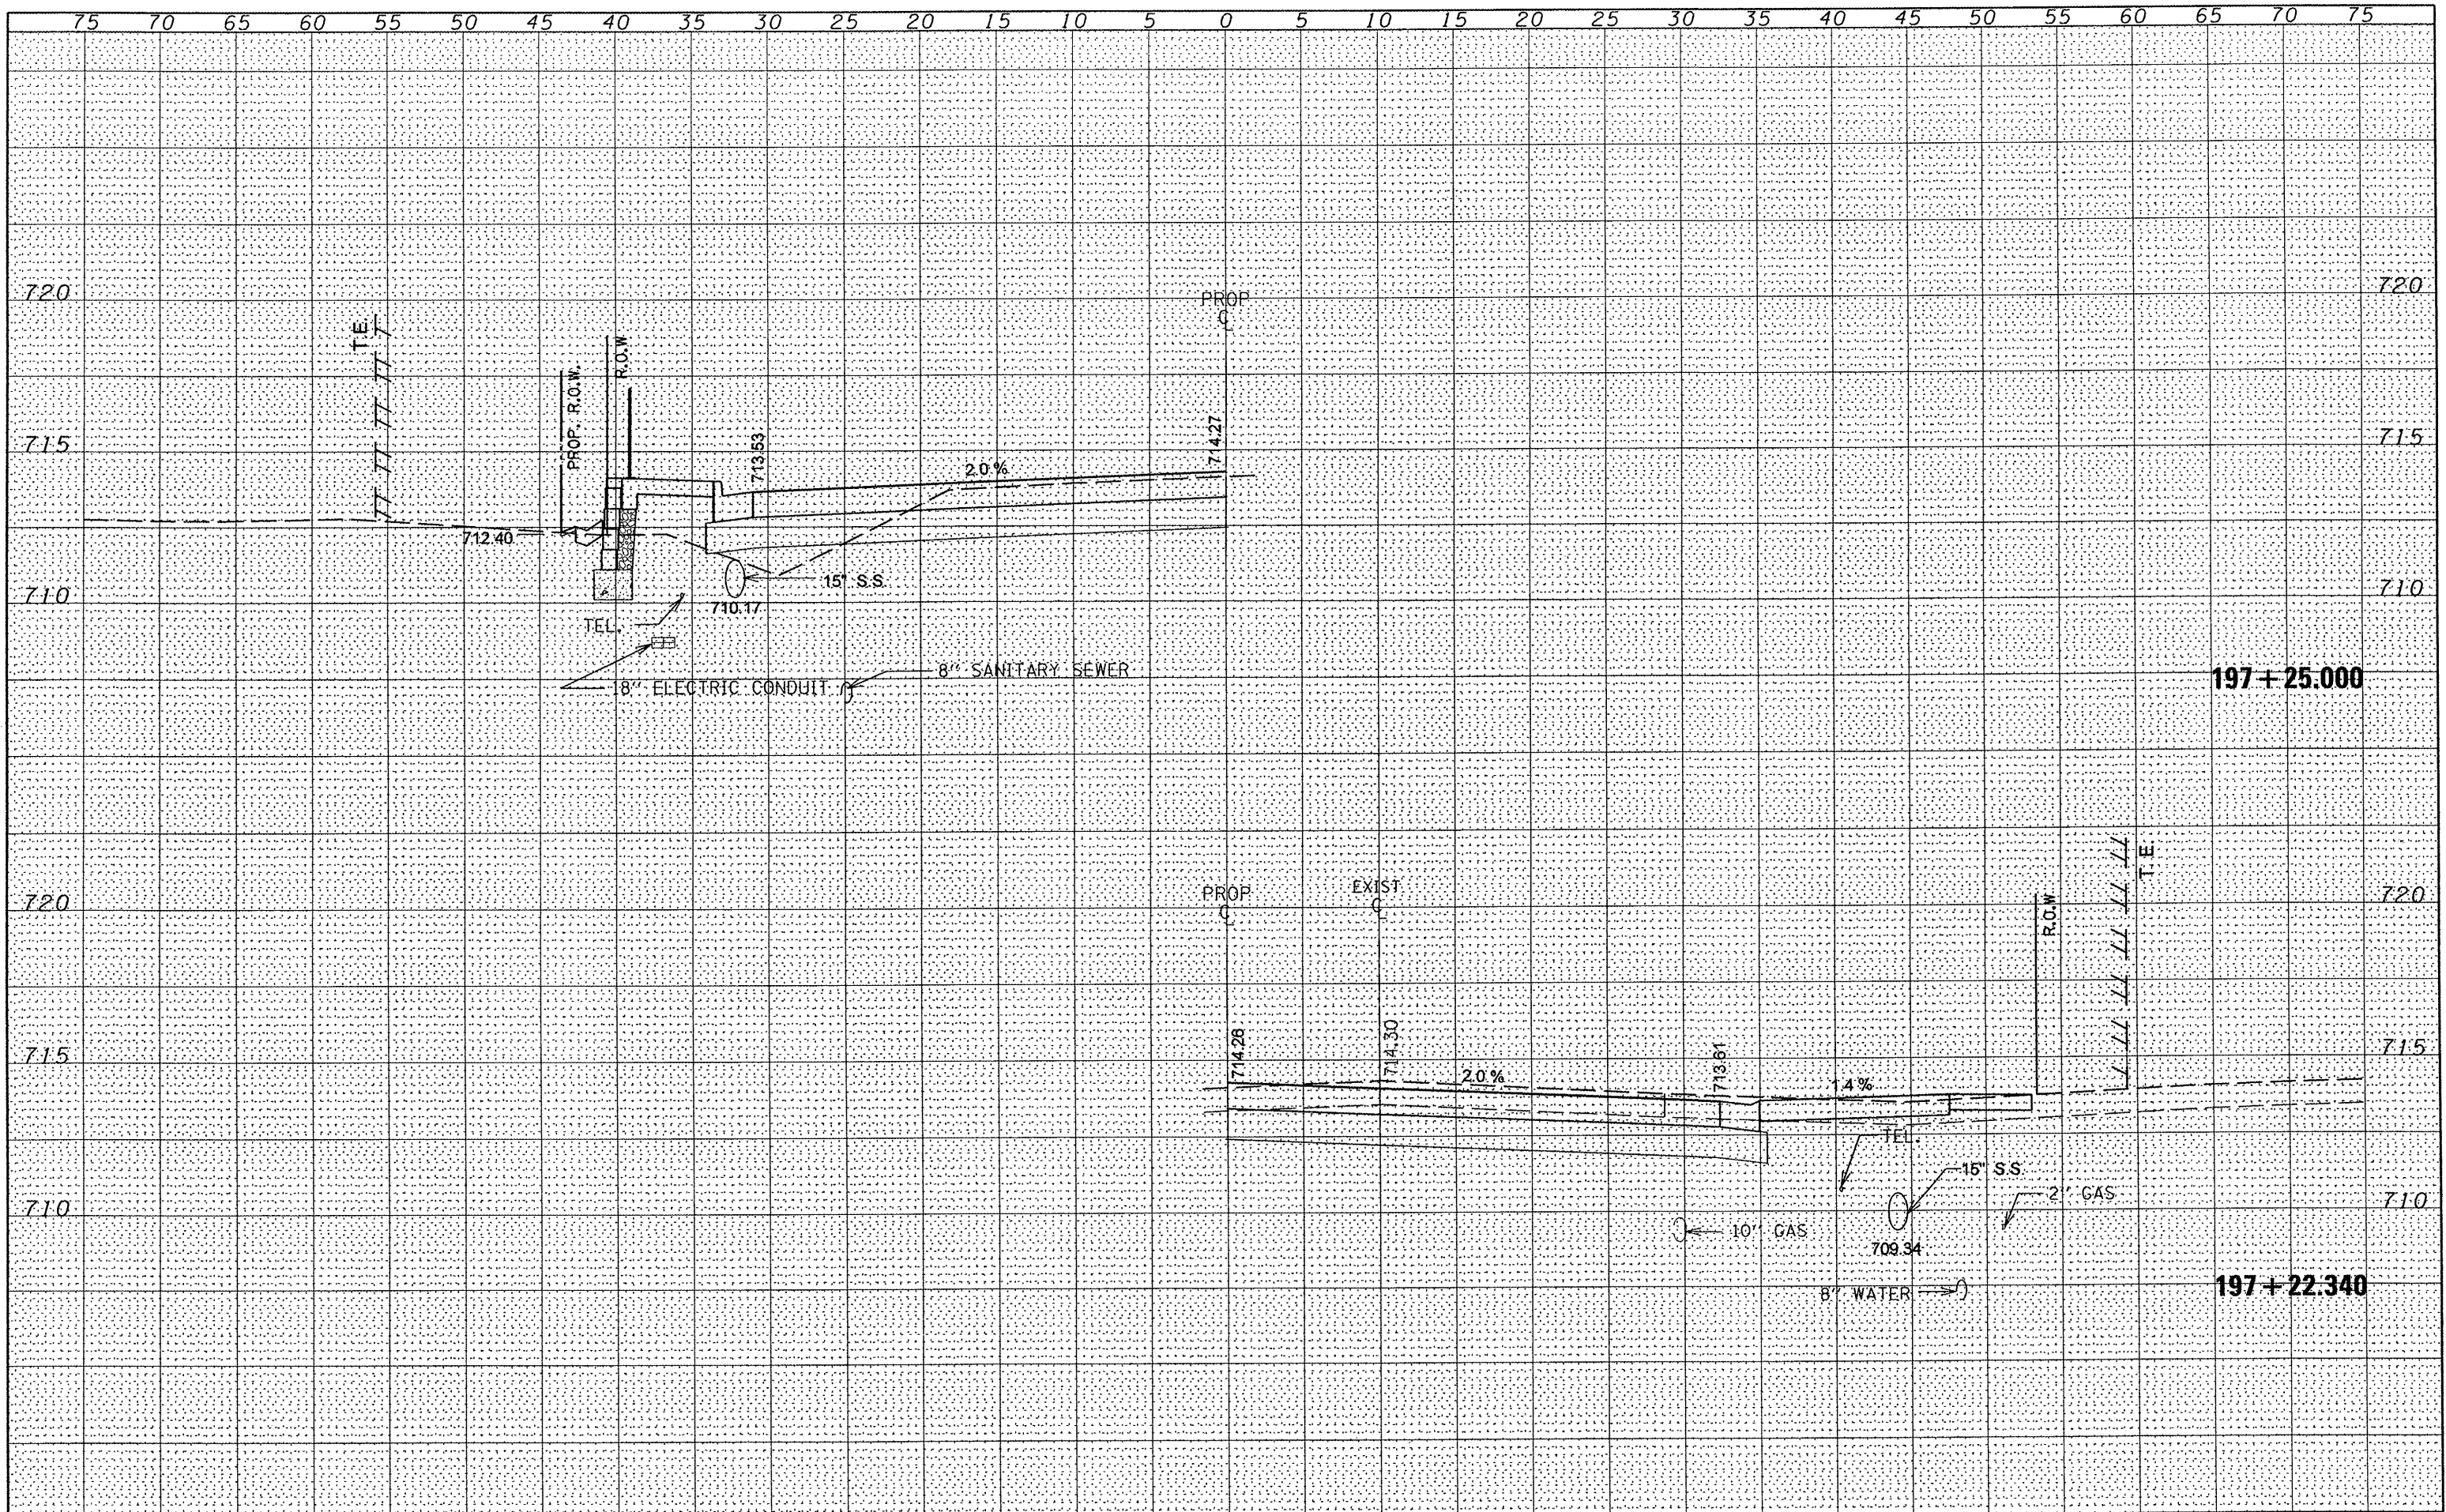 75 70 65 60 55 50 45 40 35 30 25 20 15 10 5 0 5 10 15 20 25 30 35 40 45 50 55 60 65 70 75
720 720
PROP
C L
T.E.
PROP. R.O.W.
R.O.W
715 715
713.53
714.27
2.0 %
712.40
15" S.S.
710 710
710.17
TEL.
8" SANITARY SEWER
18" ELECTRIC CONDUIT
197+25.000
T.E.
720 720
PROP
C L
EXIST
C L
R.O.W
715 715
714.26
714.30
2.0 %
713.61
1.4 %
TEL.
15" S.S.
2" GAS
710 710
10" GAS
709.34
8" WATER
197+22.340